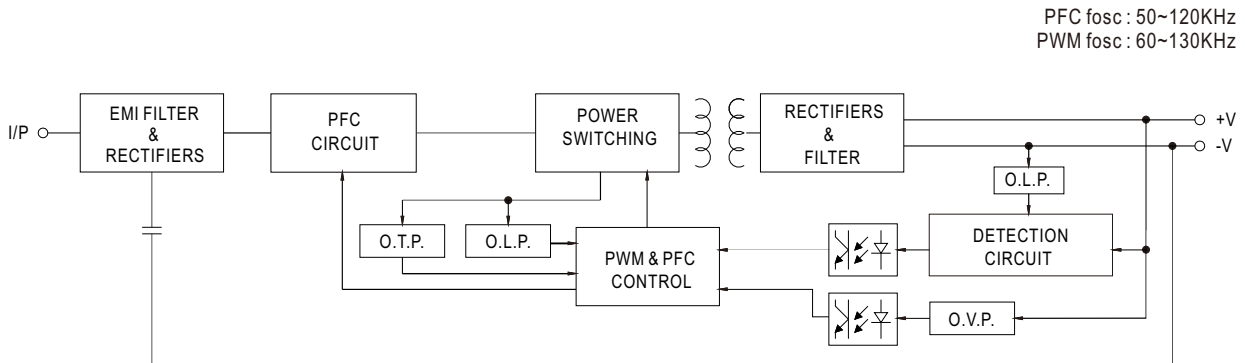 PFC fosc : 50~120KHz
PWM fosc : 60~130KHz
I/P
EMI FILTER
&
RECTIFIERS
PFC
CIRCUIT
POWER
SWITCHING
RECTIFIERS
&
FILTER
+V
-V
O.L.P.
O.T.P.
O.L.P.
PWM & PFC
CONTROL
DETECTION
CIRCUIT
O.V.P.